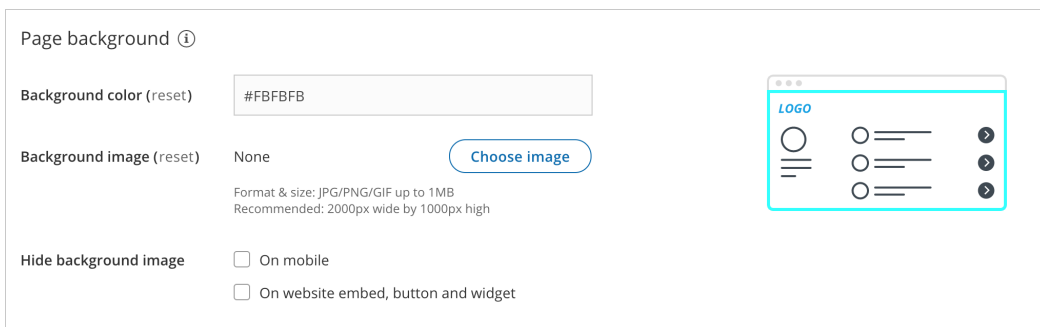 Page background
Background color (reset) #FBFBFB
LOGO
Background image (reset) None Choose image
Format & size: JPG/PNG/GIF up to 1MB
Recommended: 2000px wide by 1000px high
Hide background image On mobile
On website embed, button and widget